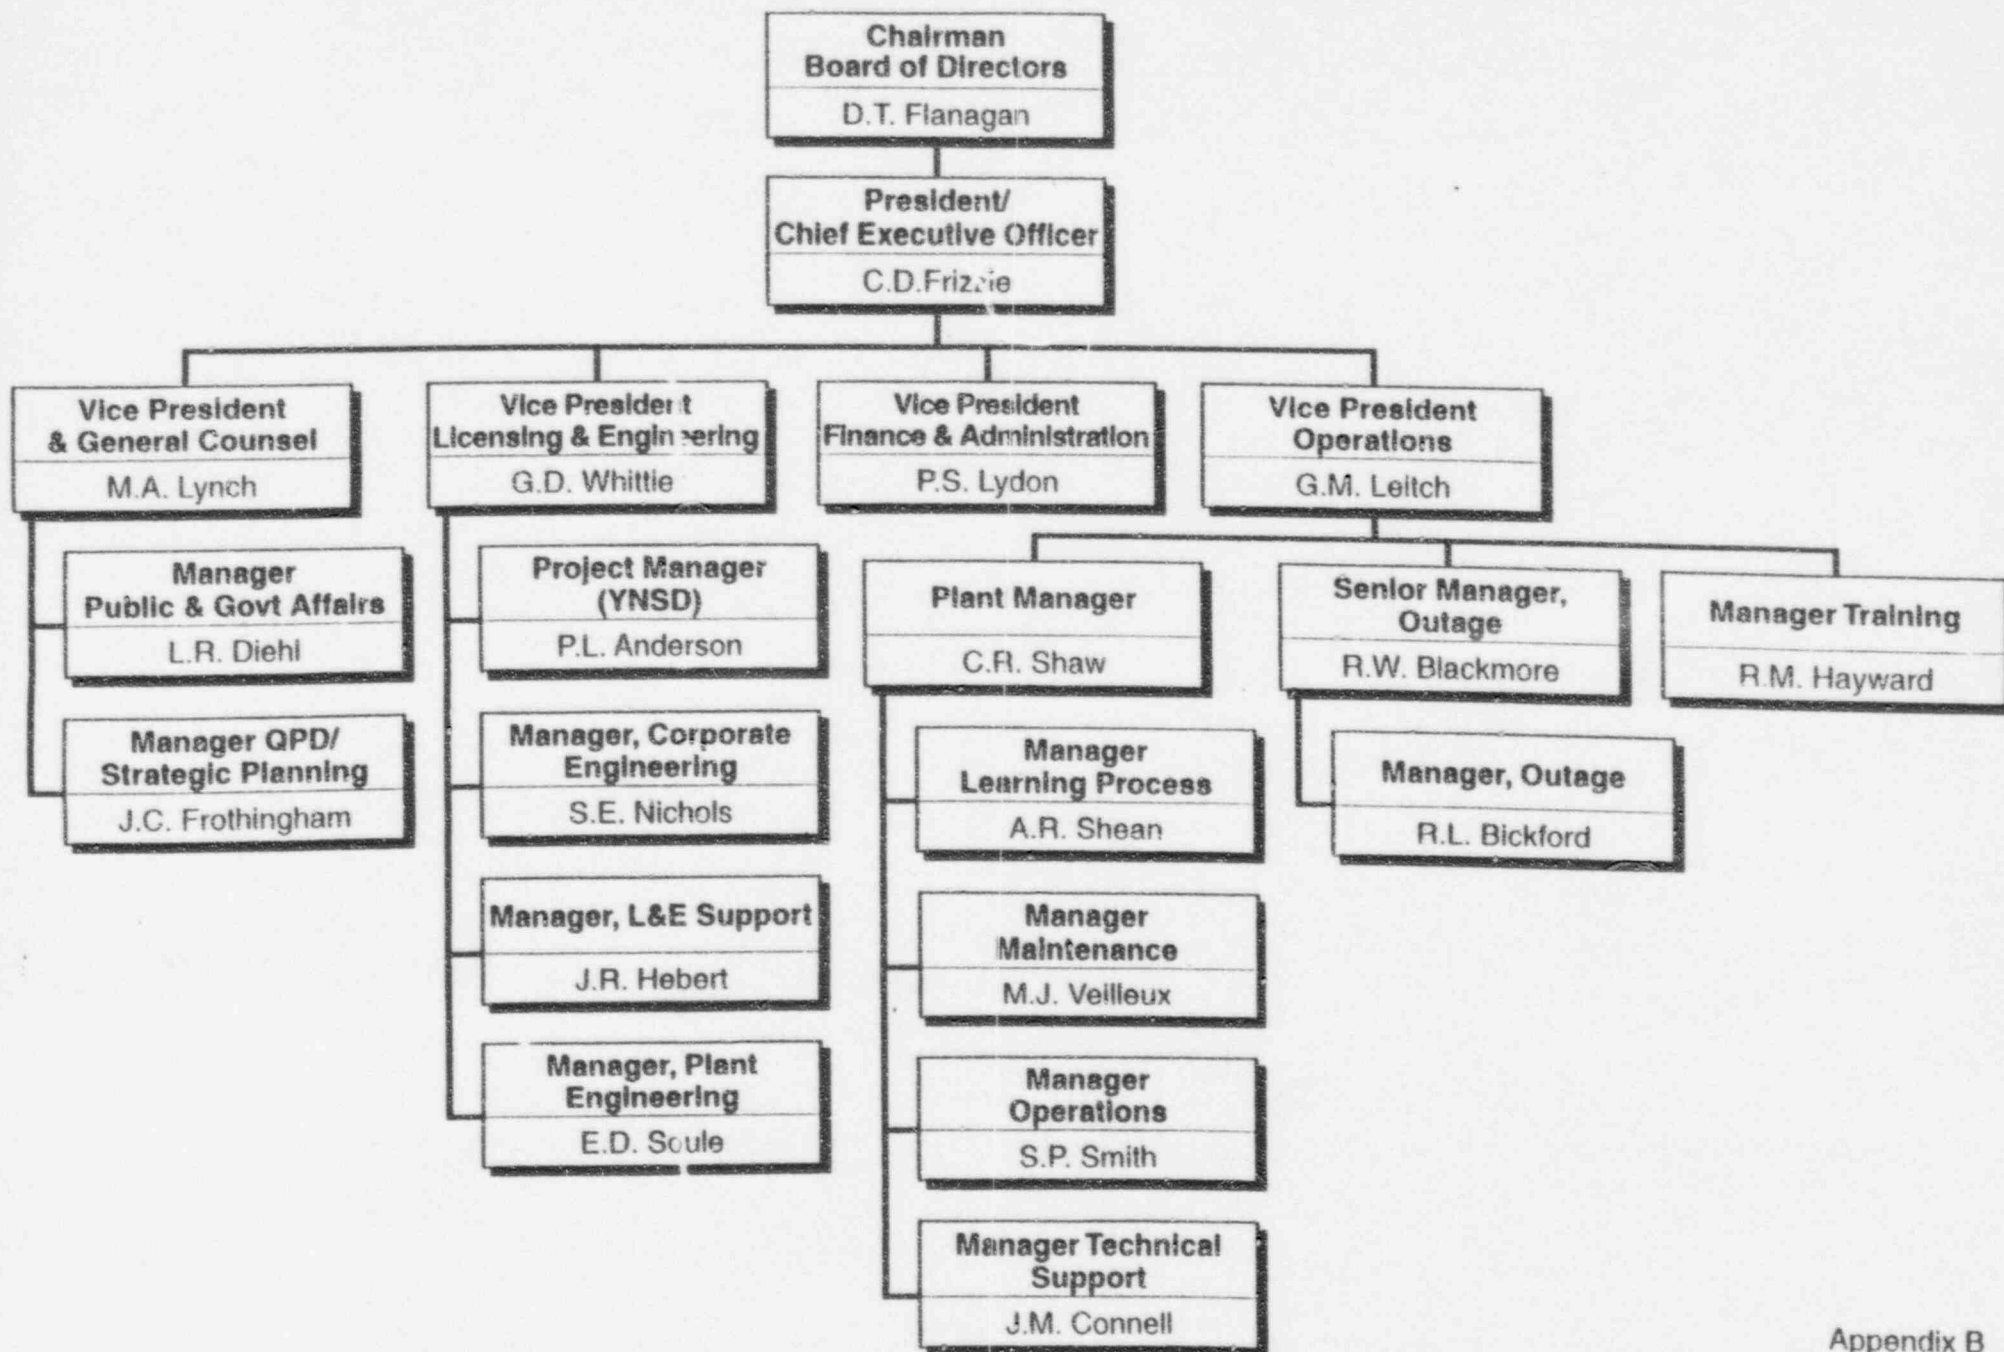 Chairman
Board of Directors
D.T. Flanagan
President/
Chief Executive Officer
C.D.Frizzle
Vice President
& General Counsel
M.A. Lynch
Vice President
Licensing & Engineering
G.D. Whittle
Vice President
Finance & Administration
P.S. Lydon
Vice President
Operations
G.M. Leitch
Manager
Public & Govt Affairs
L.R. Diehl
Manager QPD/
Strategic Planning
J.C. Frothingham
Project Manager
(YNSD)
P.L. Anderson
Manager, Corporate
Engineering
S.E. Nichols
Manager, L&E Support
J.R. Hebert
Manager, Plant
Engineering
E.D. Soule
Plant Manager
C.R. Shaw
Manager
Learning Process
A.R. Shean
Manager
Maintenance
M.J. Veilleux
Manager
Operations
S.P. Smith
Manager Technical
Support
J.M. Connell
Senior Manager,
Outage
R.W. Blackmore
Manager, Outage
R.L. Bickford
Manager Training
R.M. Hayward
Appendix B